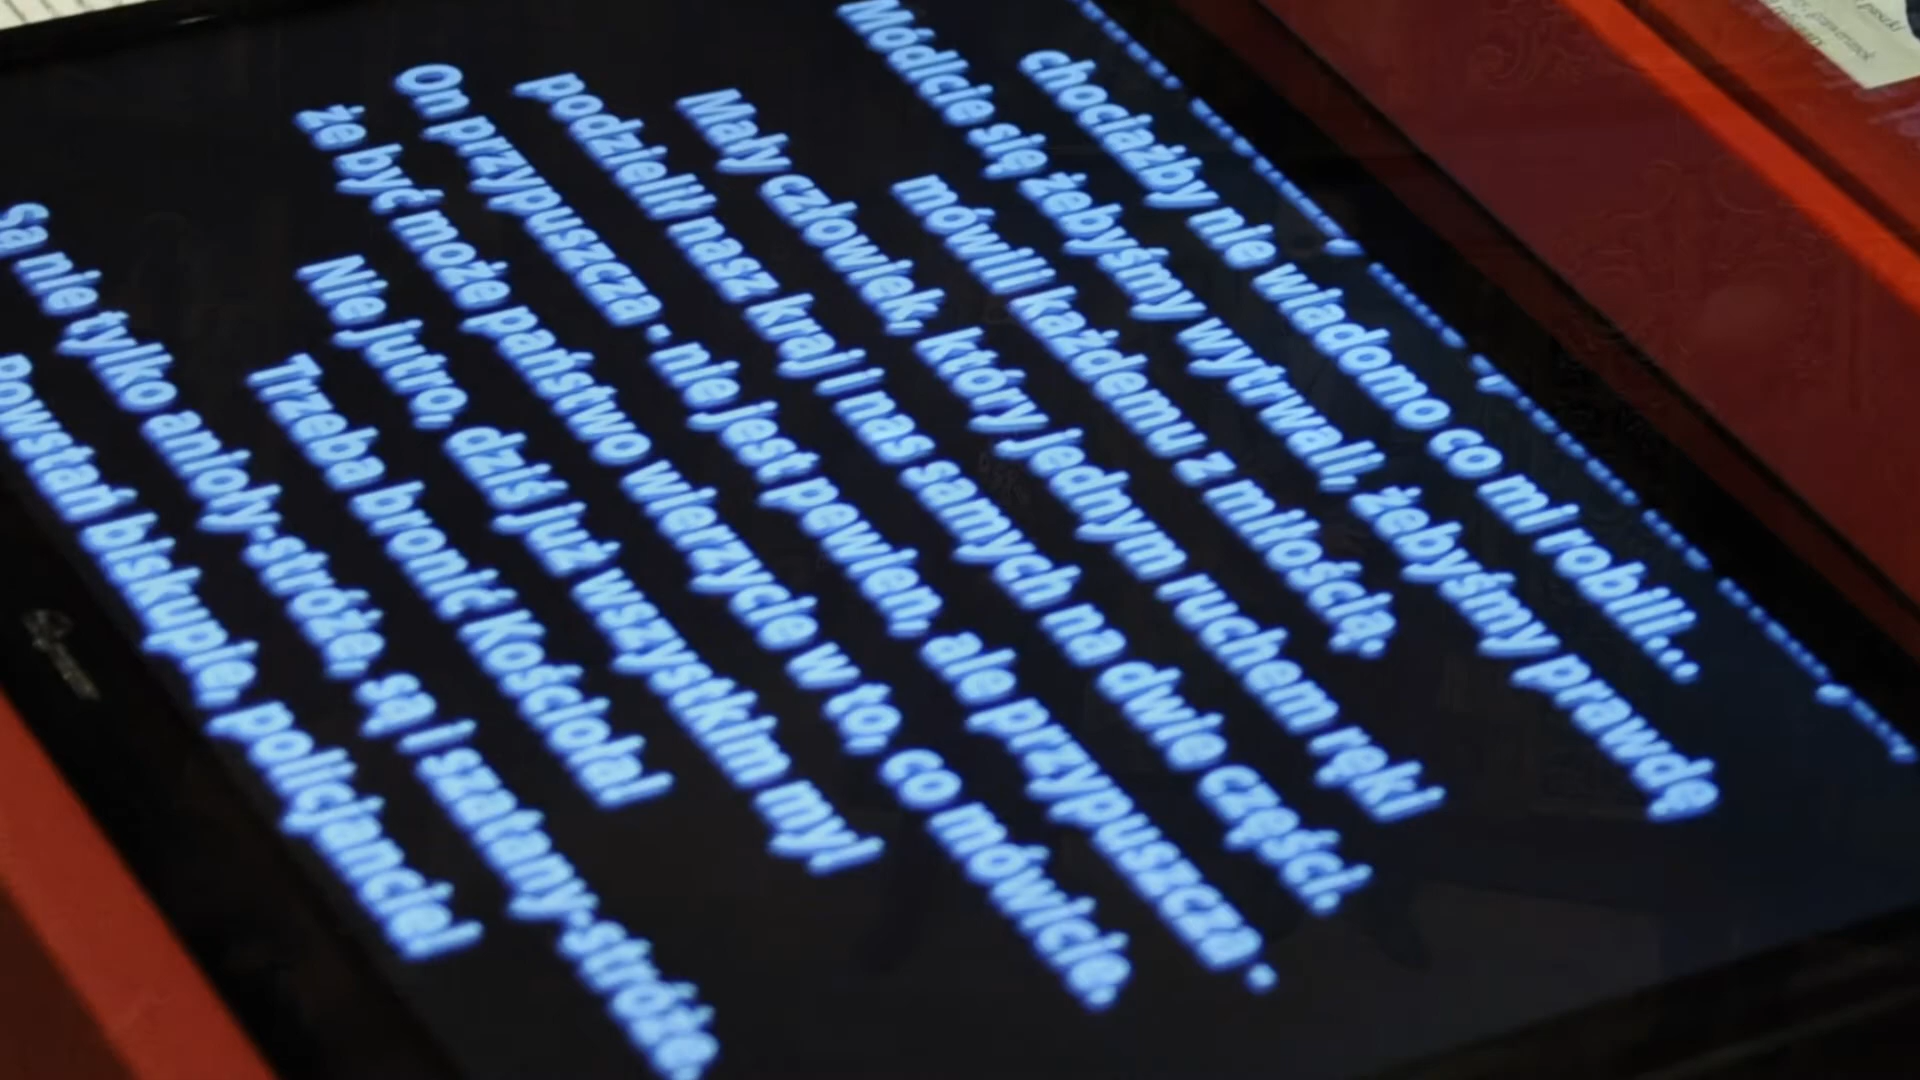 chociażby nie wiadomo co mi robili...
Módlcie się żebyśmy wytrwali, żebyśmy prawdę
mówili każdemu z miłością.
Mały człowiek, który jednym ruchem ręki
podzielił nasz kraj i nas samych na dwie części.
On przypuszcza - nie jest pewien, ale przypuszcza -
że być może państwo wierzycie w to, co mówicie.
Nie jutro, dziś już wszystkim my!
Trzeba bronić Kościoła!
Są nie tylko anioły-stróże, są i szatany-stróże.
Powstań biskupie, policjancie!